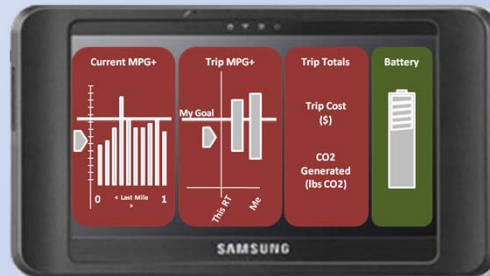 Current MPG+
0
< Last Mile
>
1
Trip MPG+
My Goal
This RT
Me
Trip Totals
Trip Cost
($)
CO2
Generated
(lbs CO2)
Battery
SAMSUNG